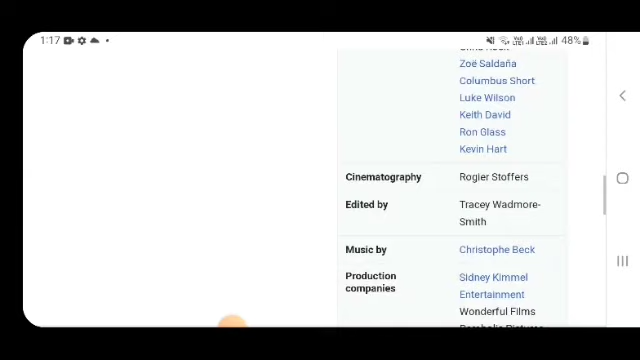 1:17
48%
Zoë Saldaña
Columbus Short
Luke Wilson
Keith David
Ron Glass
Kevin Hart
Cinematography Rogier Stoffers
Edited by Tracey Wadmore-
Smith
Music by Christophe Beck
Production Sidney Kimmel
companies Entertainment
Wonderful Films